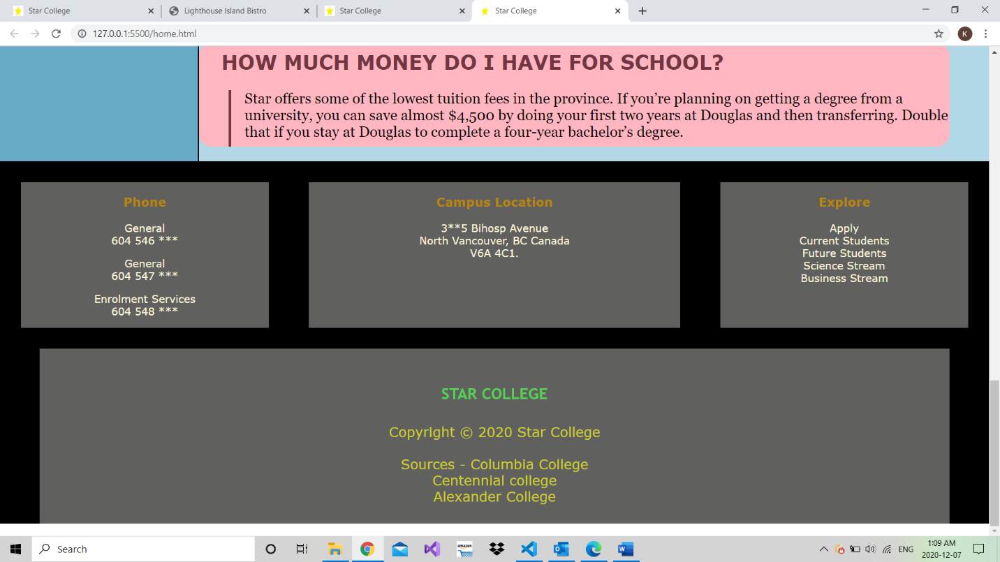 Star College
Lighthouse Island Bistro
Star College
Star College
127.0.0.1:5500/home.html
K
HOW MUCH MONEY DO I HAVE FOR SCHOOL?
Star offers some of the lowest tuition fees in the province. If you’re planning on getting a degree from a
university, you can save almost $4,500 by doing your first two years at Douglas and then transferring. Double
that if you stay at Douglas to complete a four-year bachelor’s degree.
Phone
General
604 546 ***
General
604 547 ***
Enrolment Services
604 548 ***
Campus Location
3**5 Bihosp Avenue
North Vancouver, BC Canada
V6A 4C1.
Explore
Apply
Current Students
Future Students
Science Stream
Business Stream
STAR COLLEGE
Copyright © 2020 Star College
Sources - Columbia College
Centennial college
Alexander College
Search
amazon
ENG
1:09 AM
2020-12-07